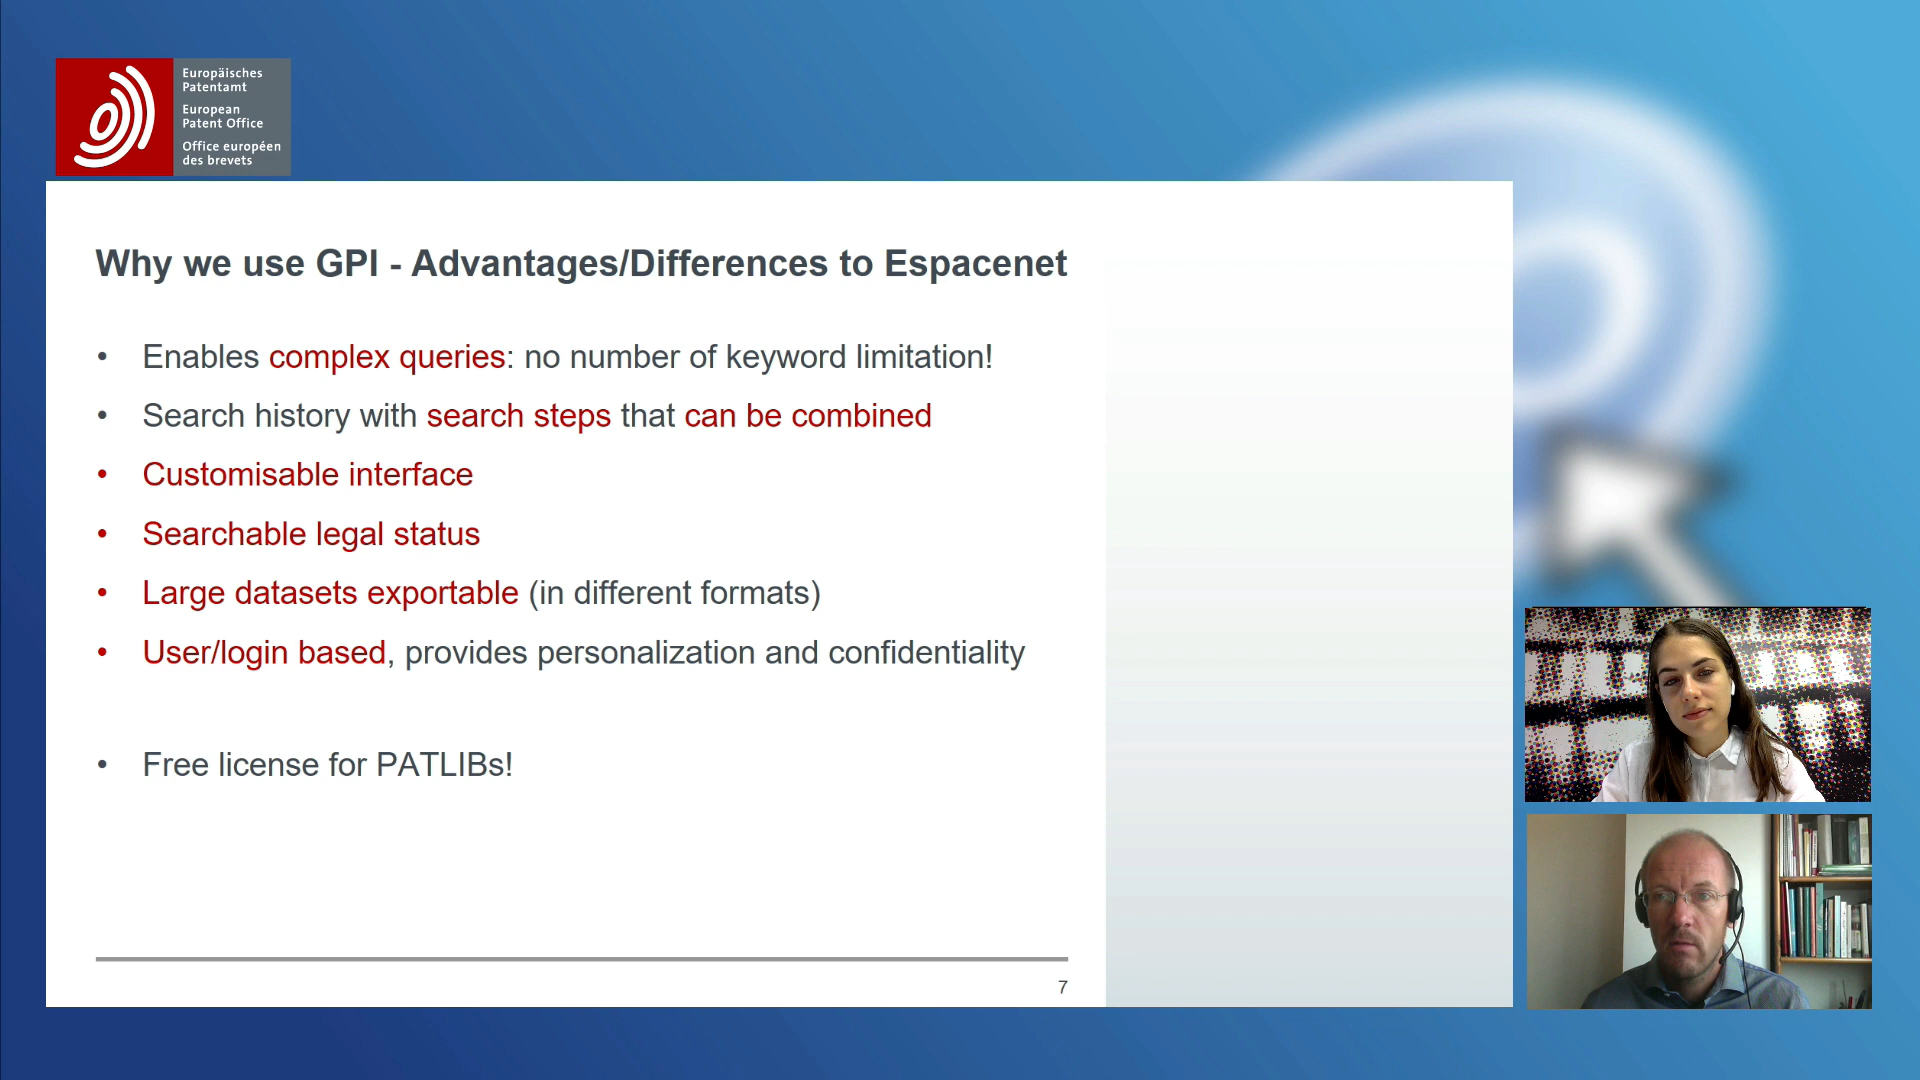 Europäisches
Patentamt
European
Patent Office
Office européen
des brevets
Why we use GPI - Advantages/Differences to Espacenet
• Enables complex queries: no number of keyword limitation!
• Search history with search steps that can be combined
• Customisable interface
• Searchable legal status
• Large datasets exportable (in different formats)
• User/login based, provides personalization and confidentiality
• Free license for PATLIBs!
7